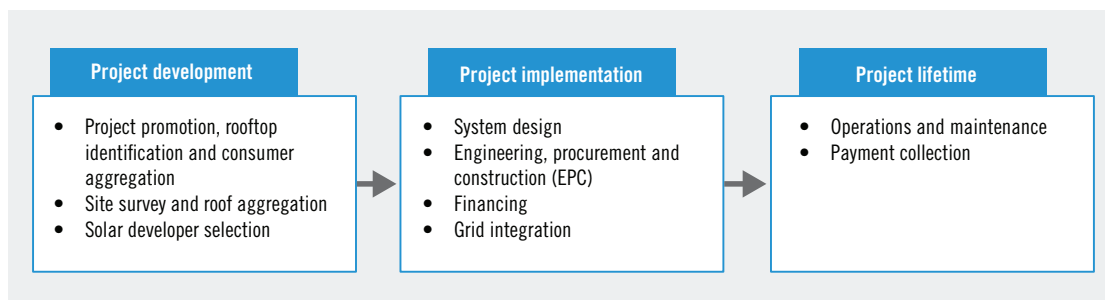 Project development
• Project promotion, rooftop
identification and consumer
aggregation
• Site survey and roof aggregation
• Solar developer selection
Project implementation
• System design
• Engineering, procurement and
construction (EPC)
• Financing
• Grid integration
Project lifetime
• Operations and maintenance
• Payment collection